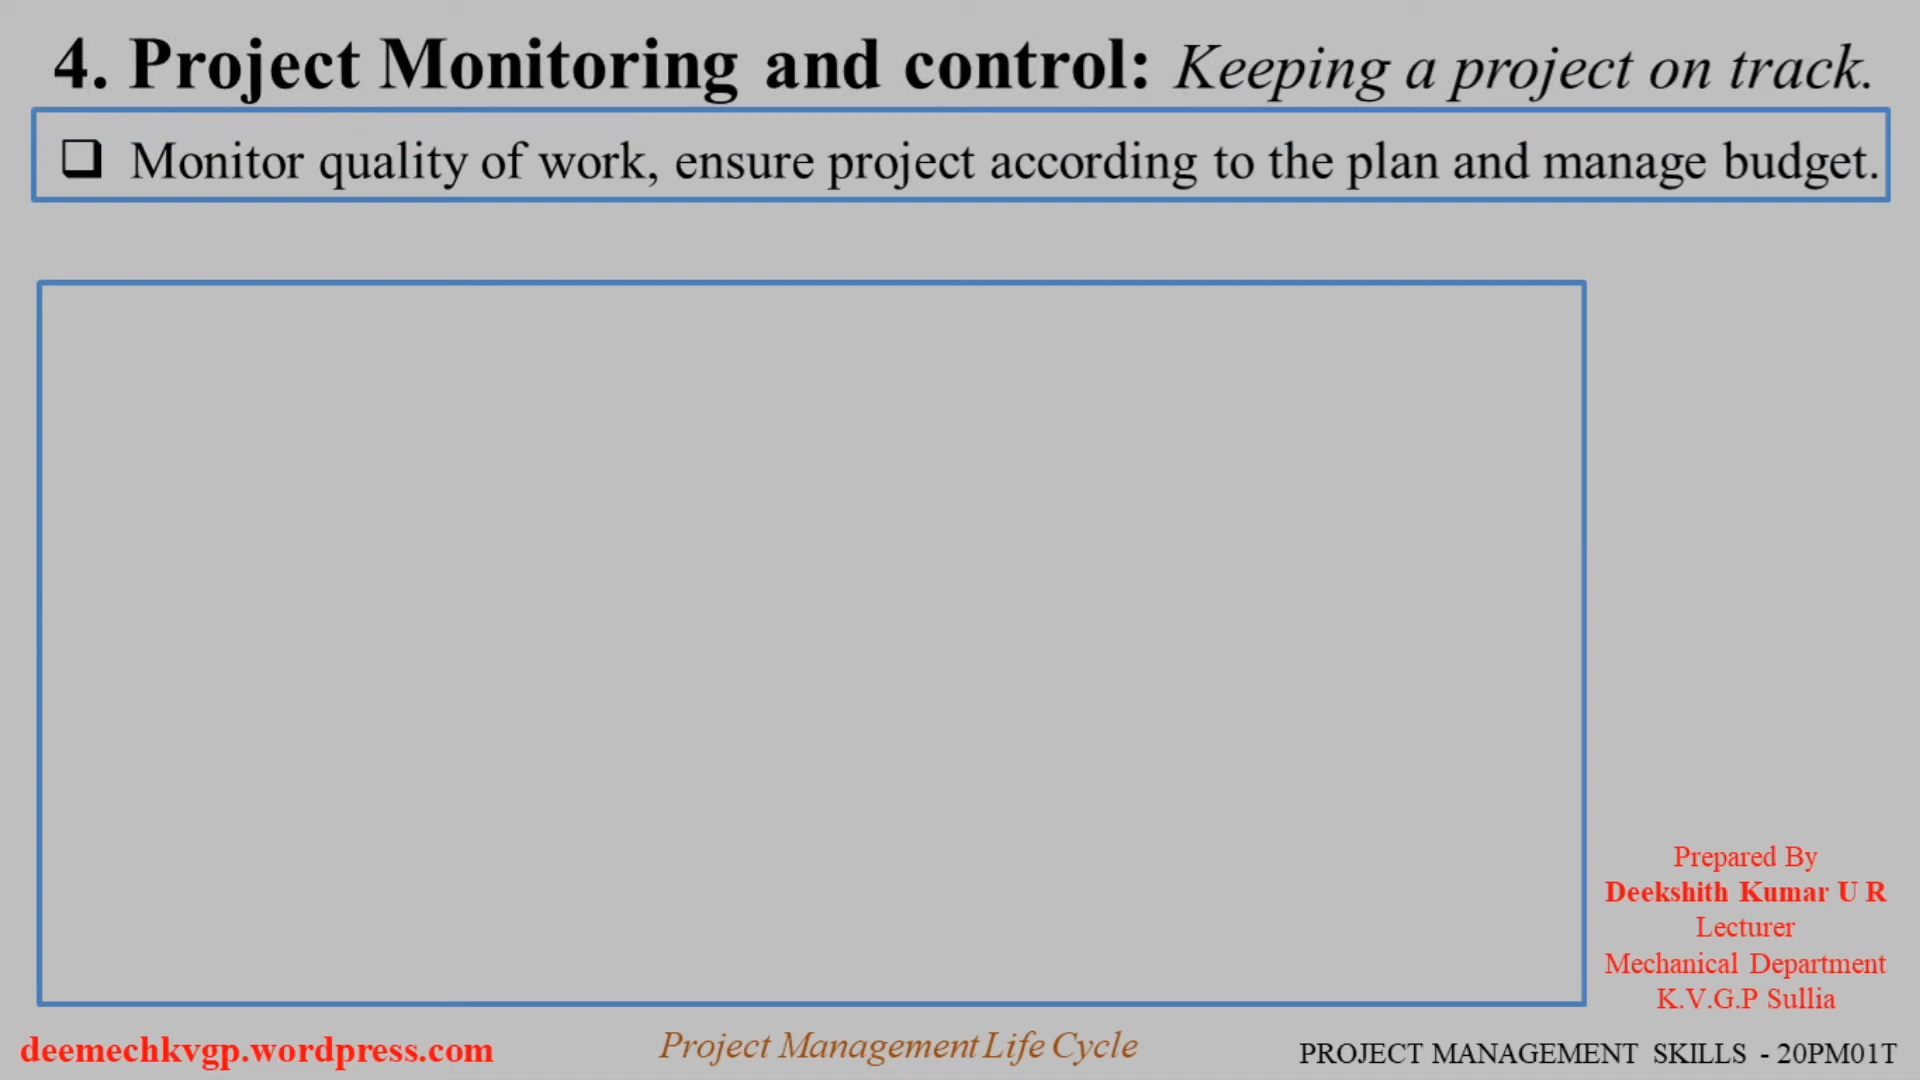 4. Project Monitoring and control: Keeping a project on track.
❑ Monitor quality of work, ensure project according to the plan and manage budget.
Prepared By
Deekshith Kumar U R
Lecturer
Mechanical Department
K.V.G.P Sullia
deemechkvgp.wordpress.com
Project Management Life Cycle
PROJECT MANAGEMENT SKILLS - 20PM01T